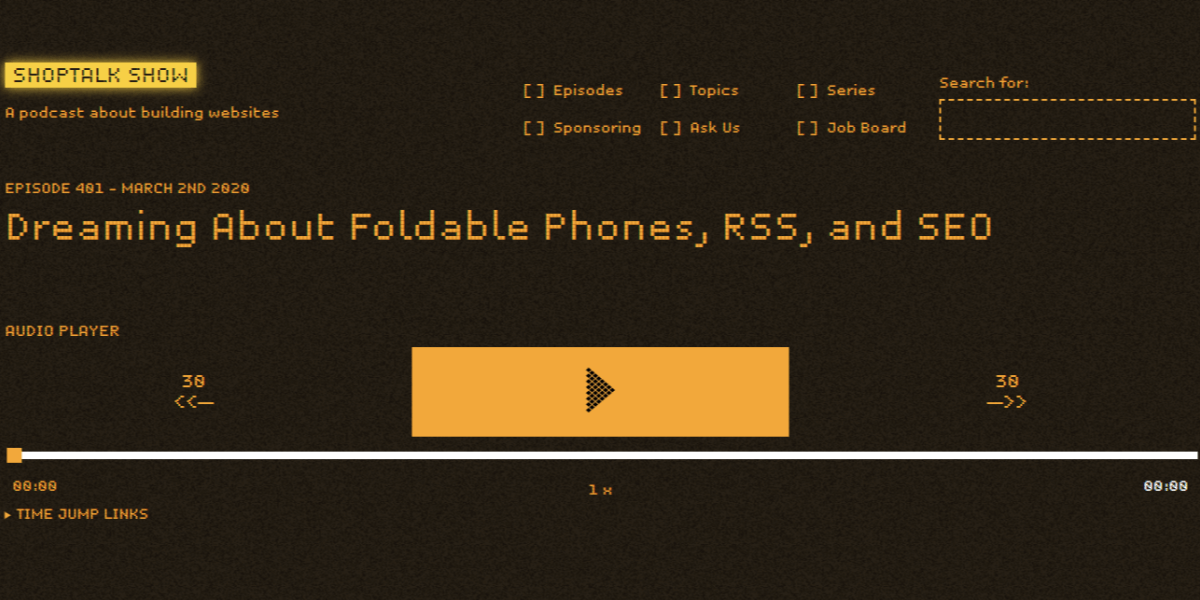 SHOPTALK SHOW
A podcast about building websites
[ ] Episodes [ ] Topics [ ] Series
[ ] Sponsoring [ ] Ask Us [ ] Job Board
Search for:
EPISODE 401 - MARCH 2ND 2020
Dreaming About Foldable Phones, RSS, and SEO
AUDIO PLAYER
30
<<—
30
—>>
00:00
1 x
00:00
▸ TIME JUMP LINKS